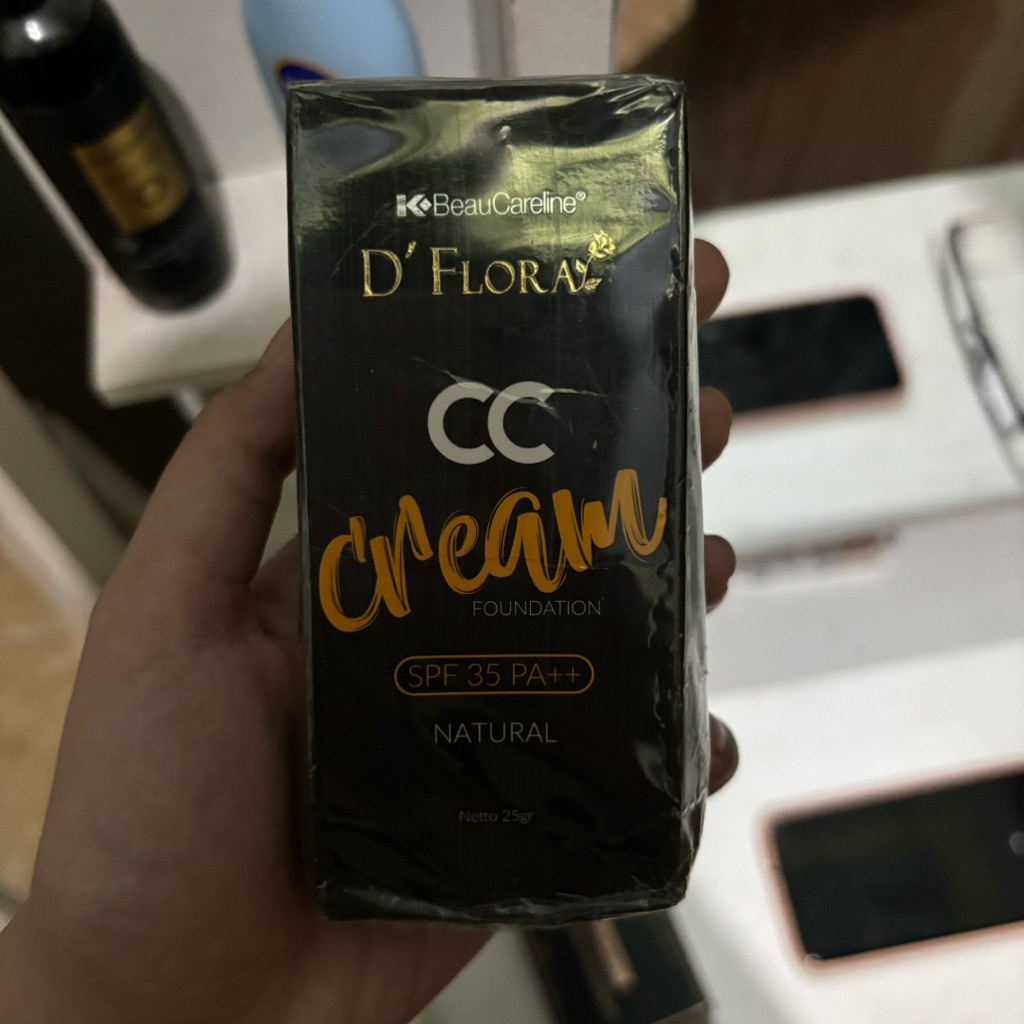 K BeauCareline®
D' FLORA
CC
cream
FOUNDATION
SPF 35 PA++
NATURAL
Netto 25gr